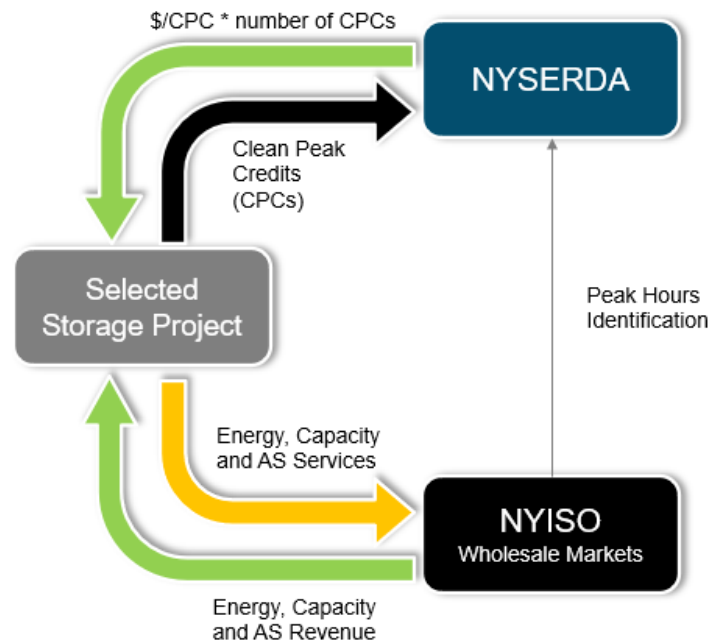 $/CPC * number of CPCs
NYSERDA
Clean Peak
Credits
(CPCs)
Selected
Storage Project
Peak Hours
Identification
Energy, Capacity
and AS Services
NYISO
Wholesale Markets
Energy, Capacity
and AS Revenue